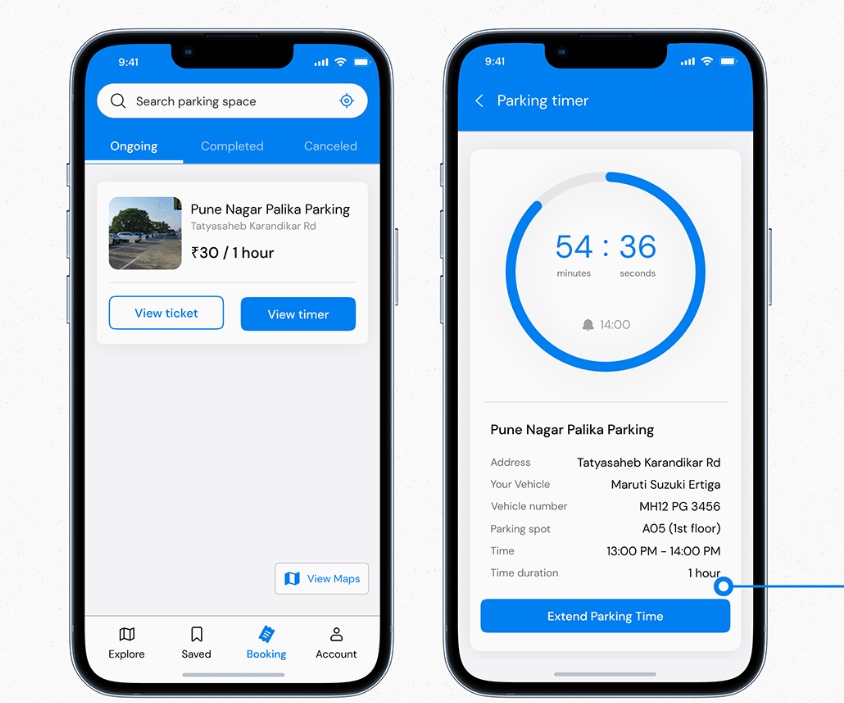 9:41
Search parking space
Ongoing Completed Canceled
Pune Nagar Palika Parking
Tatyasaheb Karandikar Rd
₹30 / 1 hour
View ticket View timer
View Maps
Explore Saved Booking Account
9:41
Parking timer
54 : 36
minutes seconds
14:00
Pune Nagar Palika Parking
Address Tatyasaheb Karandikar Rd
Your Vehicle Maruti Suzuki Ertiga
Vehicle number MH12 PG 3456
Parking spot A05 (1st floor)
Time 13:00 PM - 14:00 PM
Time duration 1 hour
Extend Parking Time